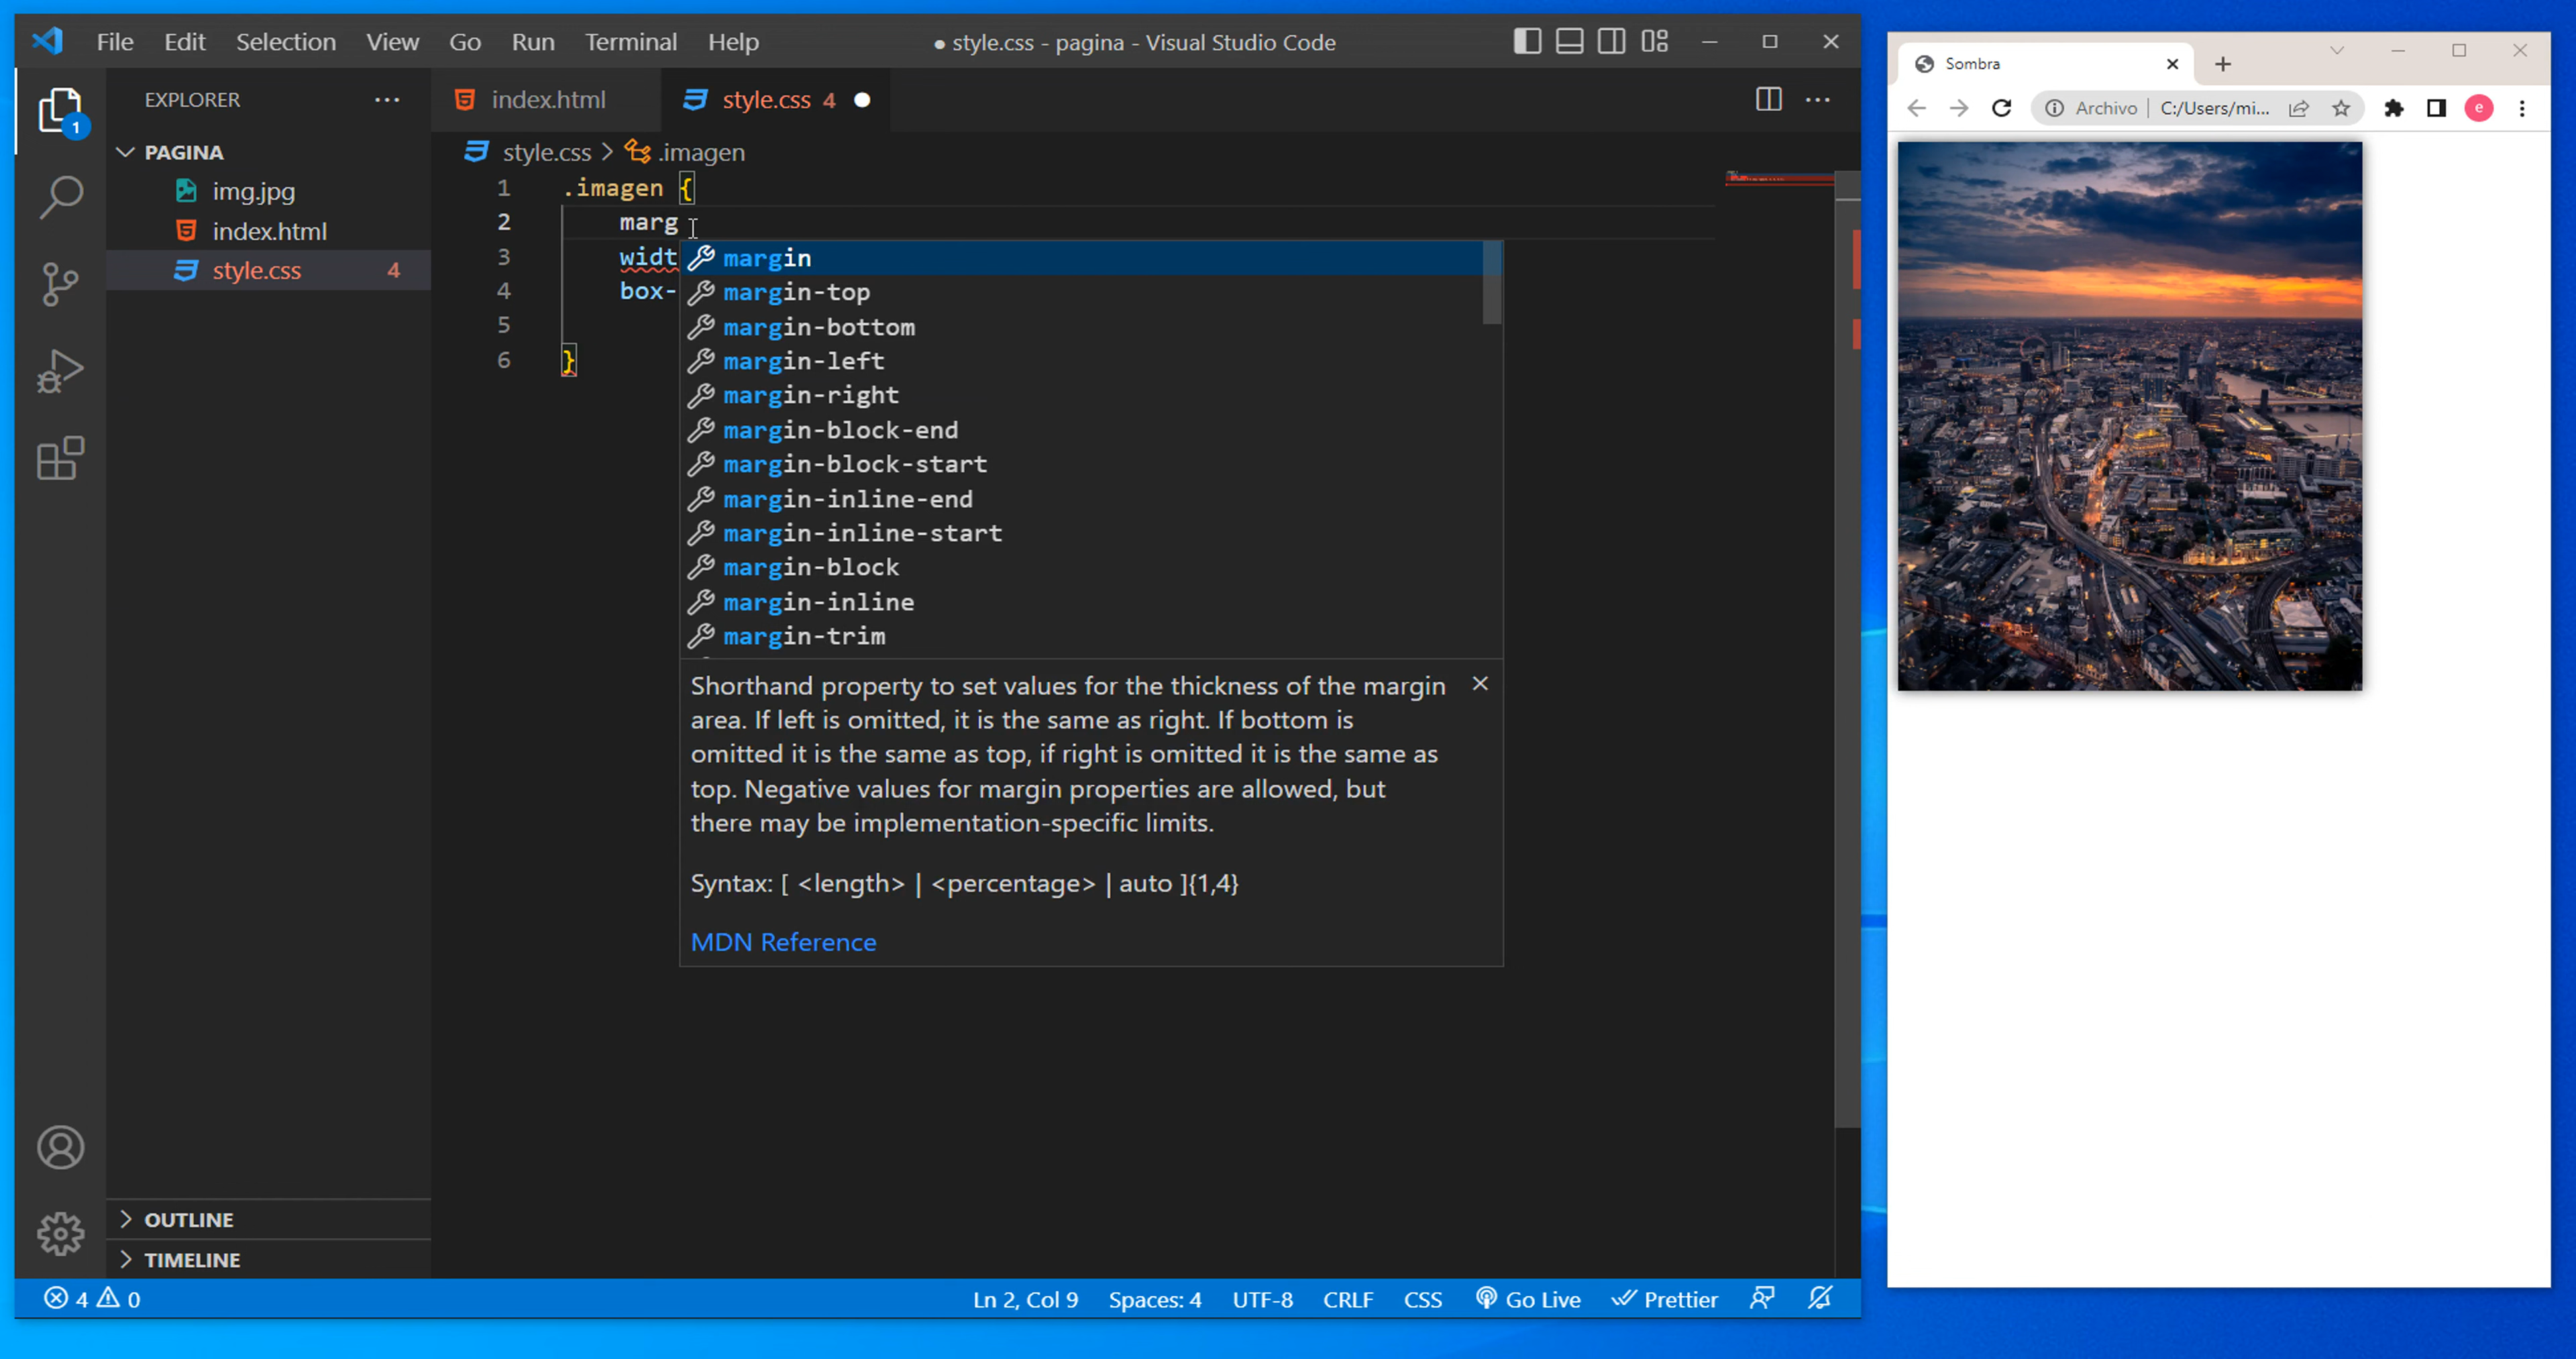 File Edit Selection View Go Run Terminal Help
● style.css - pagina - Visual Studio Code
EXPLORER
1
PAGINA
img.jpg
index.html
style.css 4
OUTLINE
TIMELINE
index.html
style.css 4
style.css > .imagen
1 .imagen {
2 marg
3 widt
4 box-
5
6 }
margin
margin-top
margin-bottom
margin-left
margin-right
margin-block-end
margin-block-start
margin-inline-end
margin-inline-start
margin-block
margin-inline
margin-trim
Shorthand property to set values for the thickness of the margin
area. If left is omitted, it is the same as right. If bottom is
omitted it is the same as top, if right is omitted it is the same as
top. Negative values for margin properties are allowed, but
there may be implementation-specific limits.
Syntax: [ <length> | <percentage> | auto ]{1,4}
MDN Reference
4 0
Ln 2, Col 9 Spaces: 4 UTF-8 CRLF CSS Go Live Prettier
Sombra
Archivo | C:/Users/mi...
e